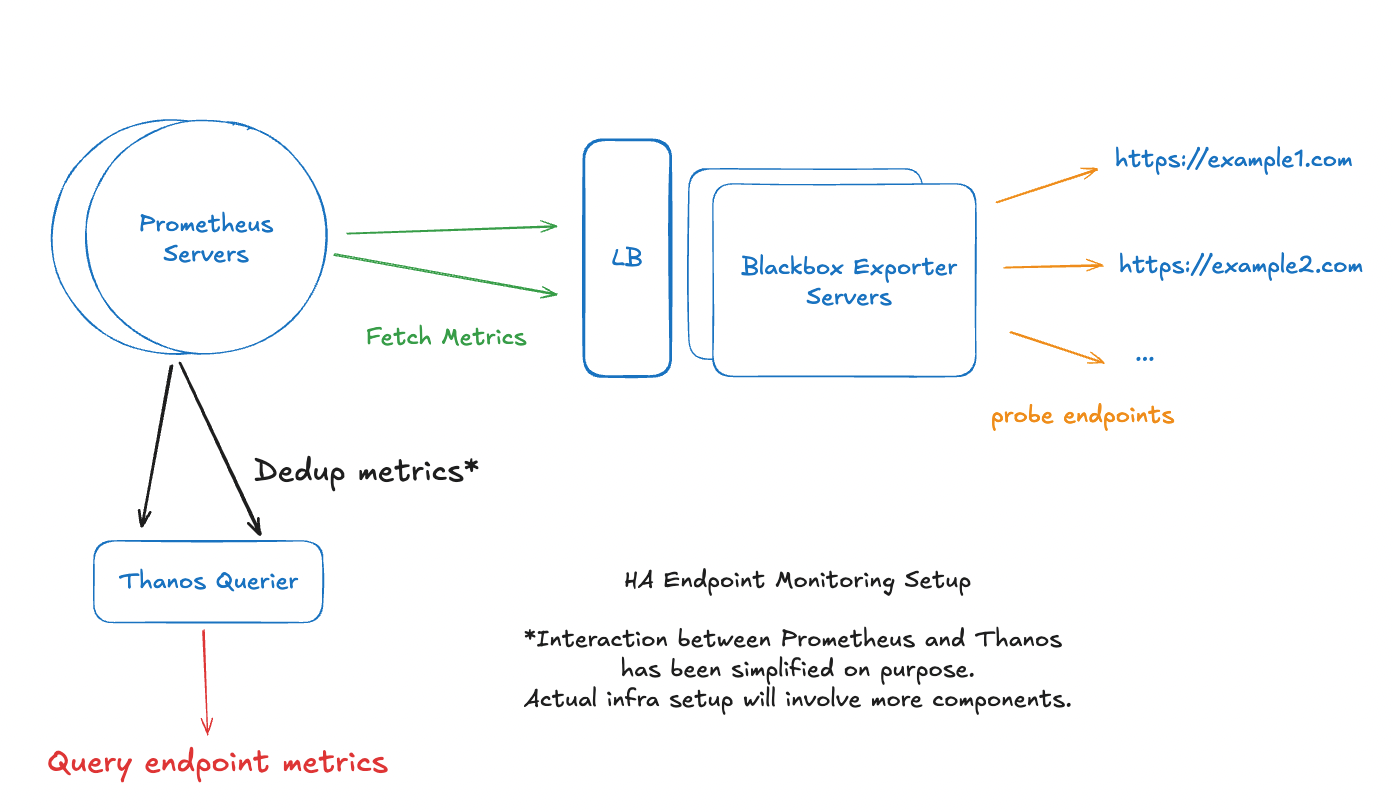 https://example1.com
Prometheus
Servers
LB
Blackbox Exporter
Servers
https://example2.com
Fetch Metrics
...
probe endpoints
Dedup metrics*
Thanos Querier
HA Endpoint Monitoring Setup
*Interaction between Prometheus and Thanos
has been simplified on purpose.
Actual infra setup will involve more components.
Query endpoint metrics